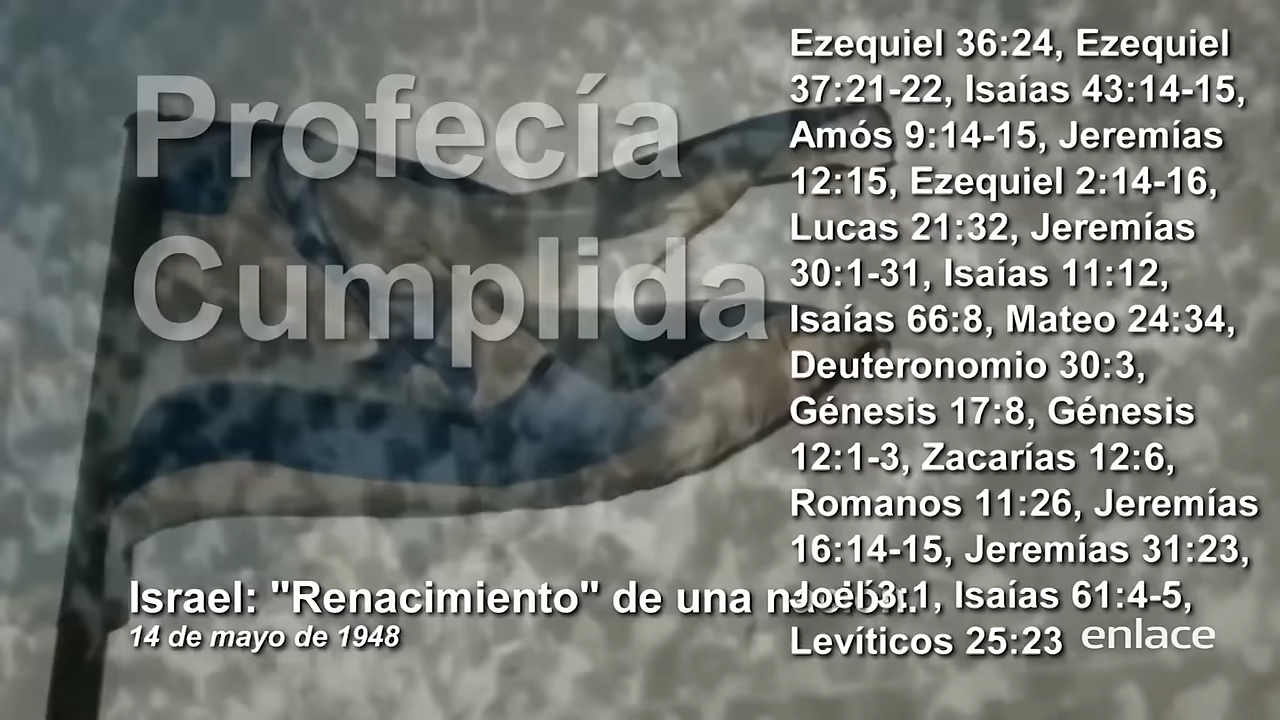 Profecía
Cumplida
Israel: "Renacimiento" de una
14 de mayo de 1948
Ezequiel 36:24, Ezequiel
37:21-22, Isaías 43:14-15,
Amós 9:14-15, Jeremías
12:15, Ezequiel 2:14-16,
Lucas 21:32, Jeremías
30:1-31, Isaías 11:12,
Isaías 66:8, Mateo 24:34,
Deuteronomio 30:3,
Génesis 17:8, Génesis
12:1-3, Zacarías 12:6,
Romanos 11:26, Jeremías
16:14-15, Jeremías 31:23,
Joel 3:1, Isaías 61:4-5,
Levíticos 25:23
enlace